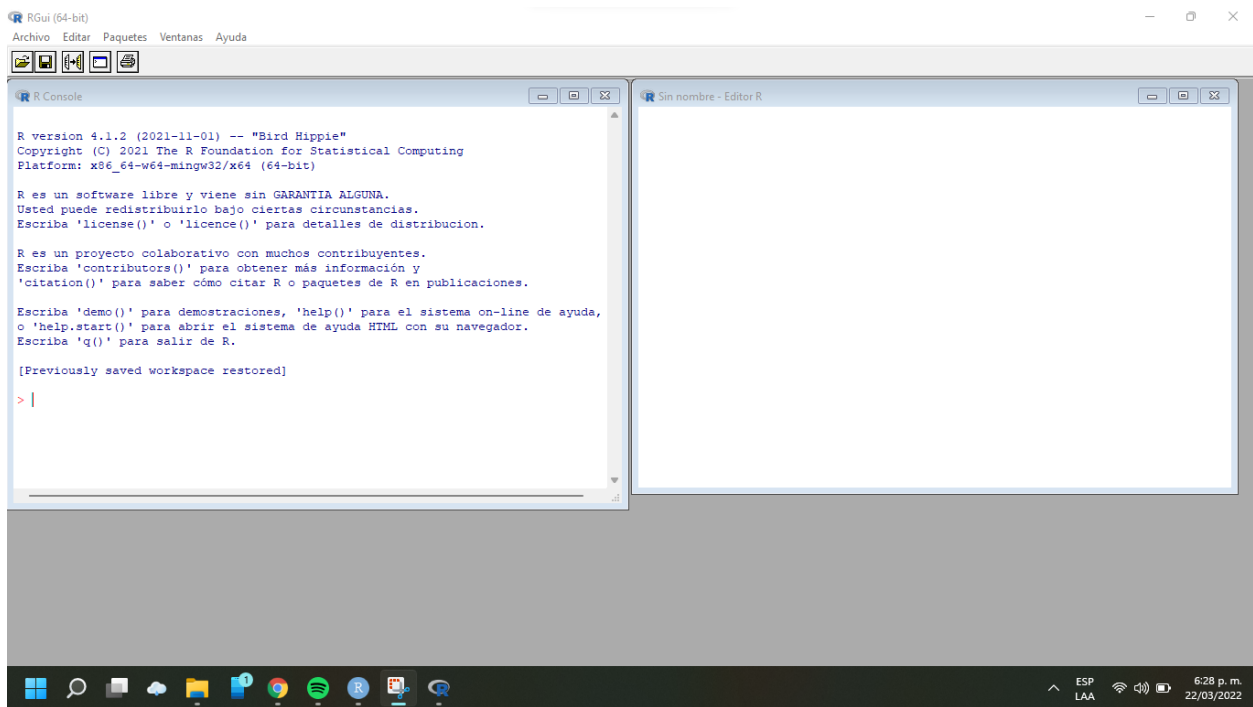 RGui (64-bit)
Archivo Editar Paquetes Ventanas Ayuda
R Console
R version 4.1.2 (2021-11-01) -- "Bird Hippie"
Copyright (C) 2021 The R Foundation for Statistical Computing
Platform: x86_64-w64-mingw32/x64 (64-bit)
R es un software libre y viene sin GARANTIA ALGUNA.
Usted puede redistribuirlo bajo ciertas circunstancias.
Escriba 'license()' o 'licence()' para detalles de distribucion.
R es un proyecto colaborativo con muchos contribuyentes.
Escriba 'contributors()' para obtener más información y
'citation()' para saber cómo citar R o paquetes de R en publicaciones.
Escriba 'demo()' para demostraciones, 'help()' para el sistema on-line de ayuda,
o 'help.start()' para abrir el sistema de ayuda HTML con su navegador.
Escriba 'q()' para salir de R.
[Previously saved workspace restored]
>
Sin nombre - Editor R
1
R
ESP
LAA
6:28 p. m.
22/03/2022